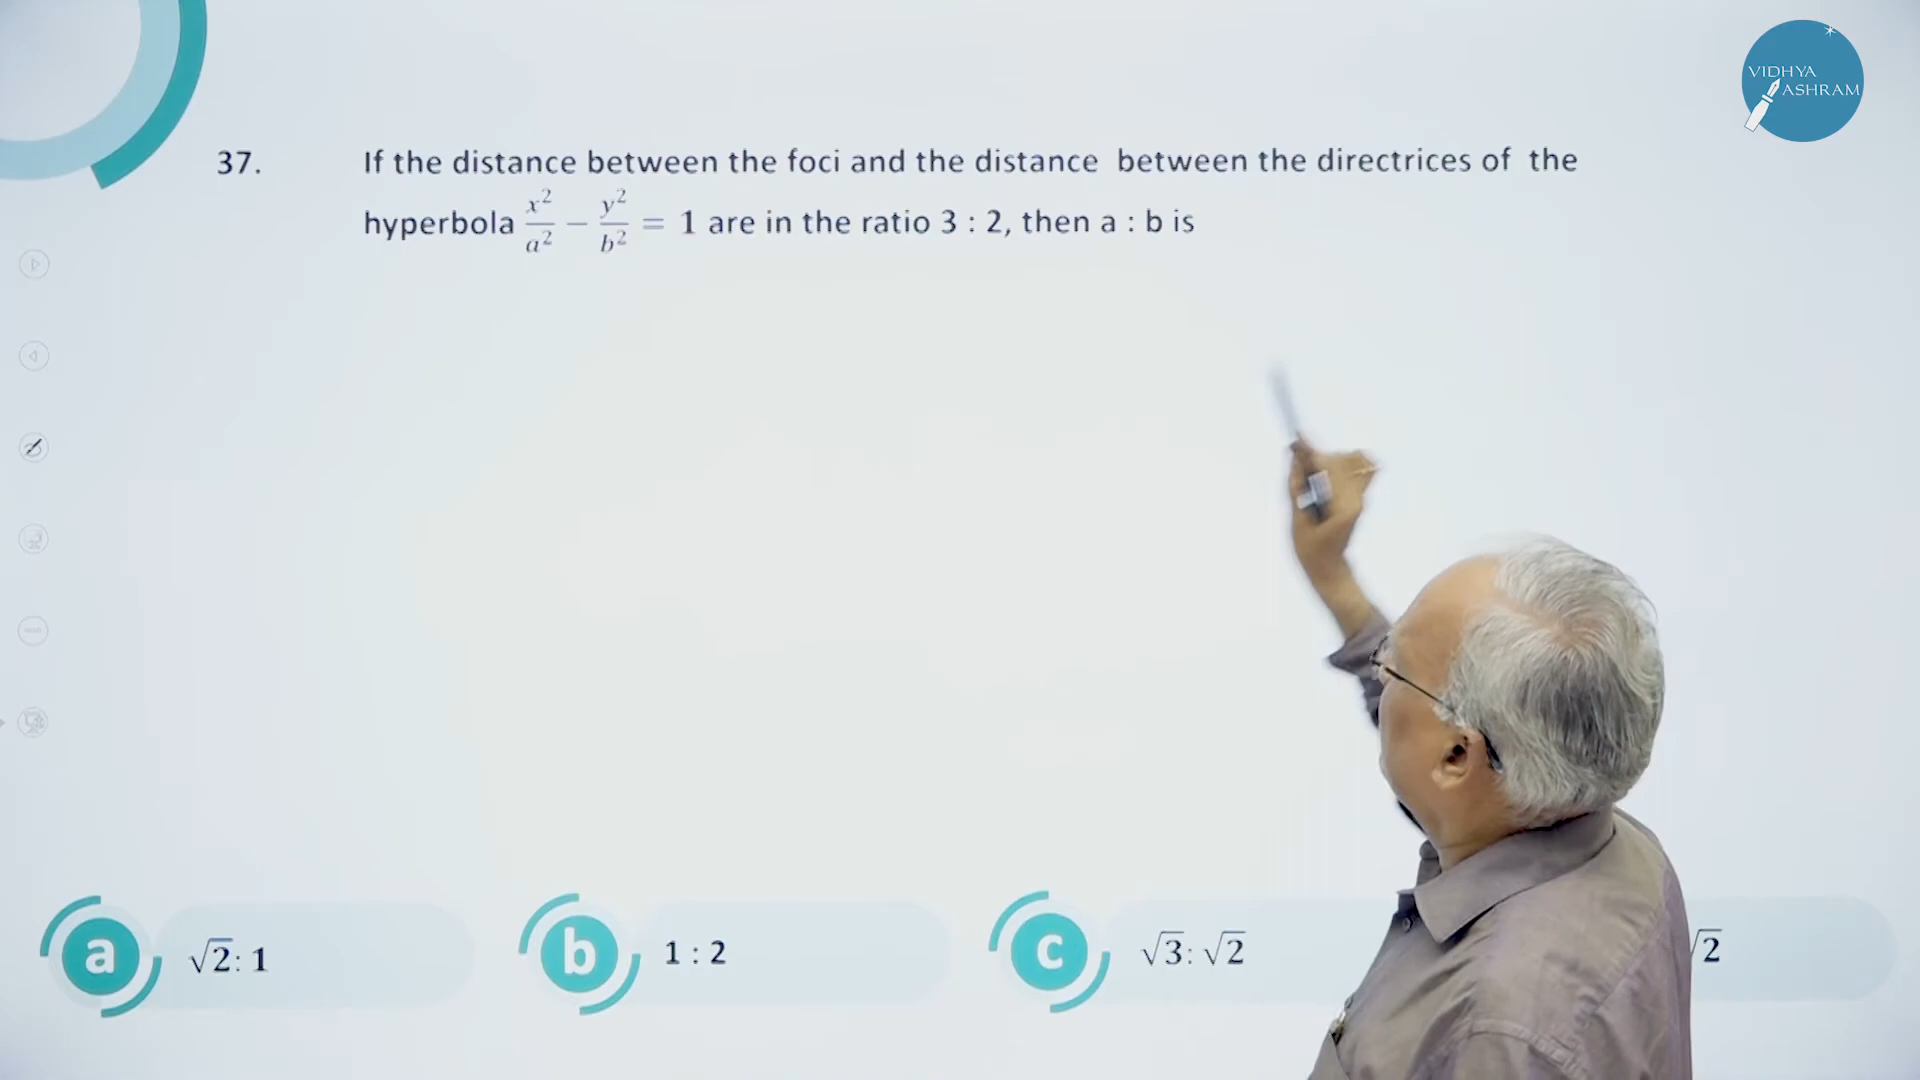 VIDHYA
ASHRAM
37. If the distance between the foci and the distance between the directrices of the
hyperbola x²/a² − y²/b² = 1 are in the ratio 3 : 2, then a : b is
a √2 : 1
b 1 : 2
c √3 : √2
√2